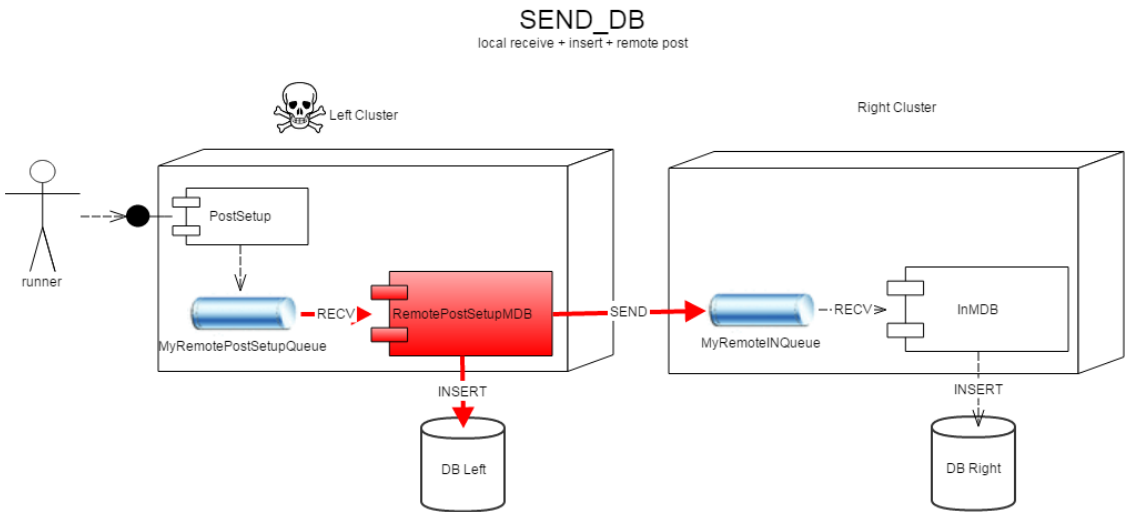 SEND_DB
local receive + insert + remote post
Left Cluster
Right Cluster
runner
PostSetup
MyRemotePostSetupQueue
RECV
RemotePostSetupMDB
SEND
MyRemoteINQueue
RECV
InMDB
INSERT
INSERT
DB Left
DB Right